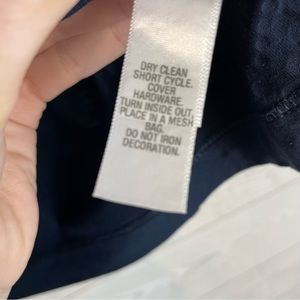 DRY CLEAN
SHORT CYCLE.
COVER
HARDWARE.
TURN INSIDE OUT,
PLACE IN A MESH
BAG.
DO NOT IRON
DECORATION.